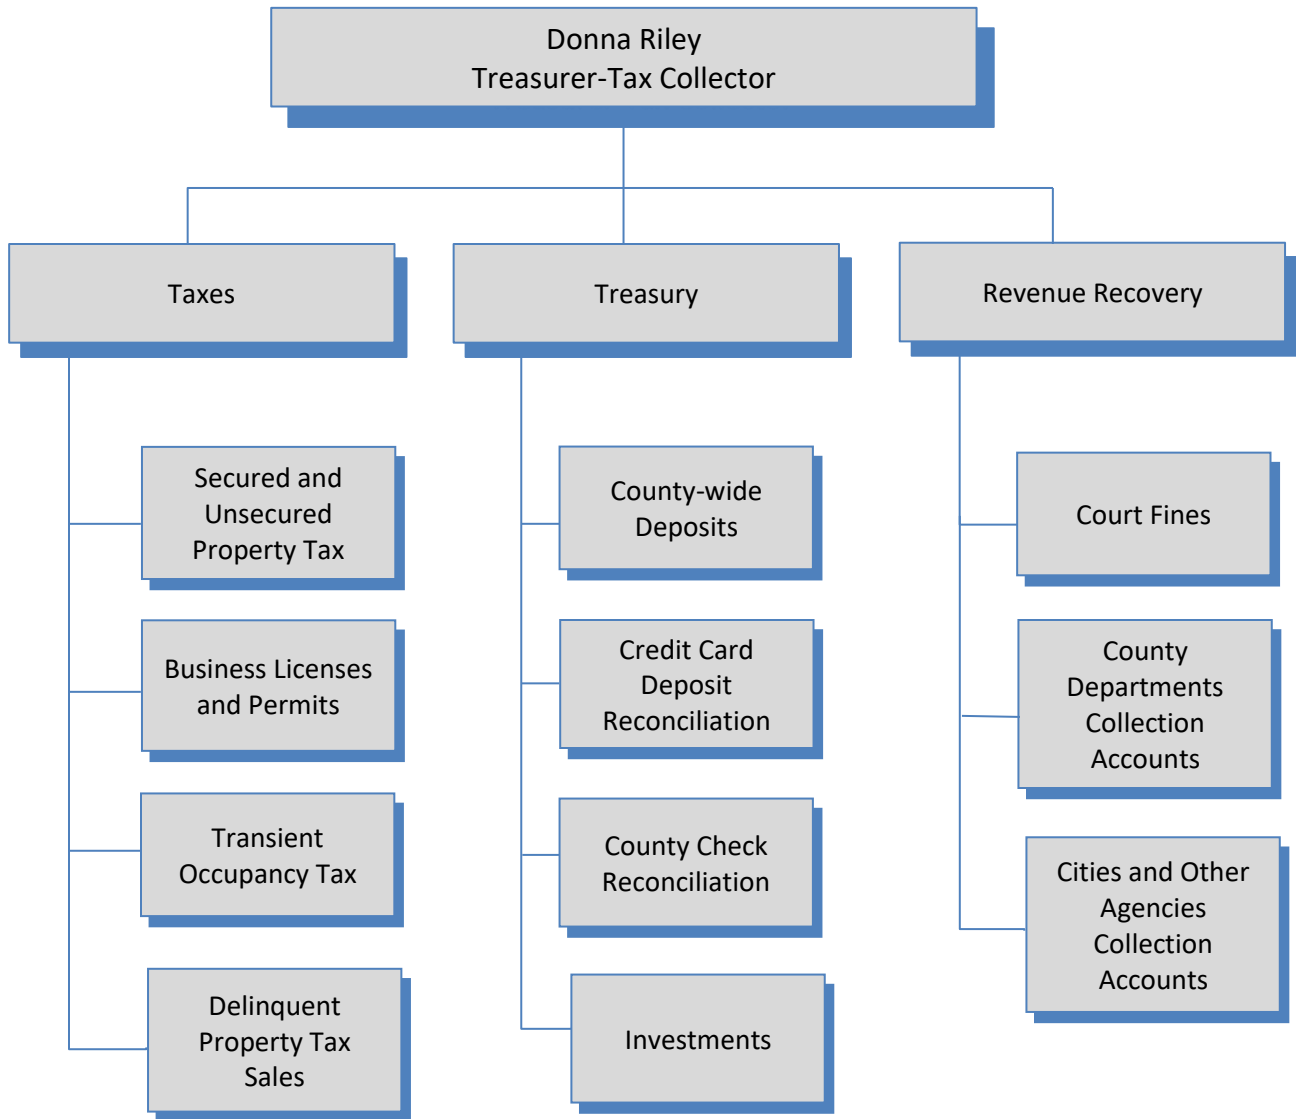 Donna Riley
Treasurer-Tax Collector
Taxes
Treasury
Revenue Recovery
Secured and
Unsecured
Property Tax
Business Licenses
and Permits
Transient
Occupancy Tax
Delinquent
Property Tax
Sales
County-wide
Deposits
Credit Card
Deposit
Reconciliation
County Check
Reconciliation
Investments
Court Fines
County
Departments
Collection
Accounts
Cities and Other
Agencies
Collection
Accounts